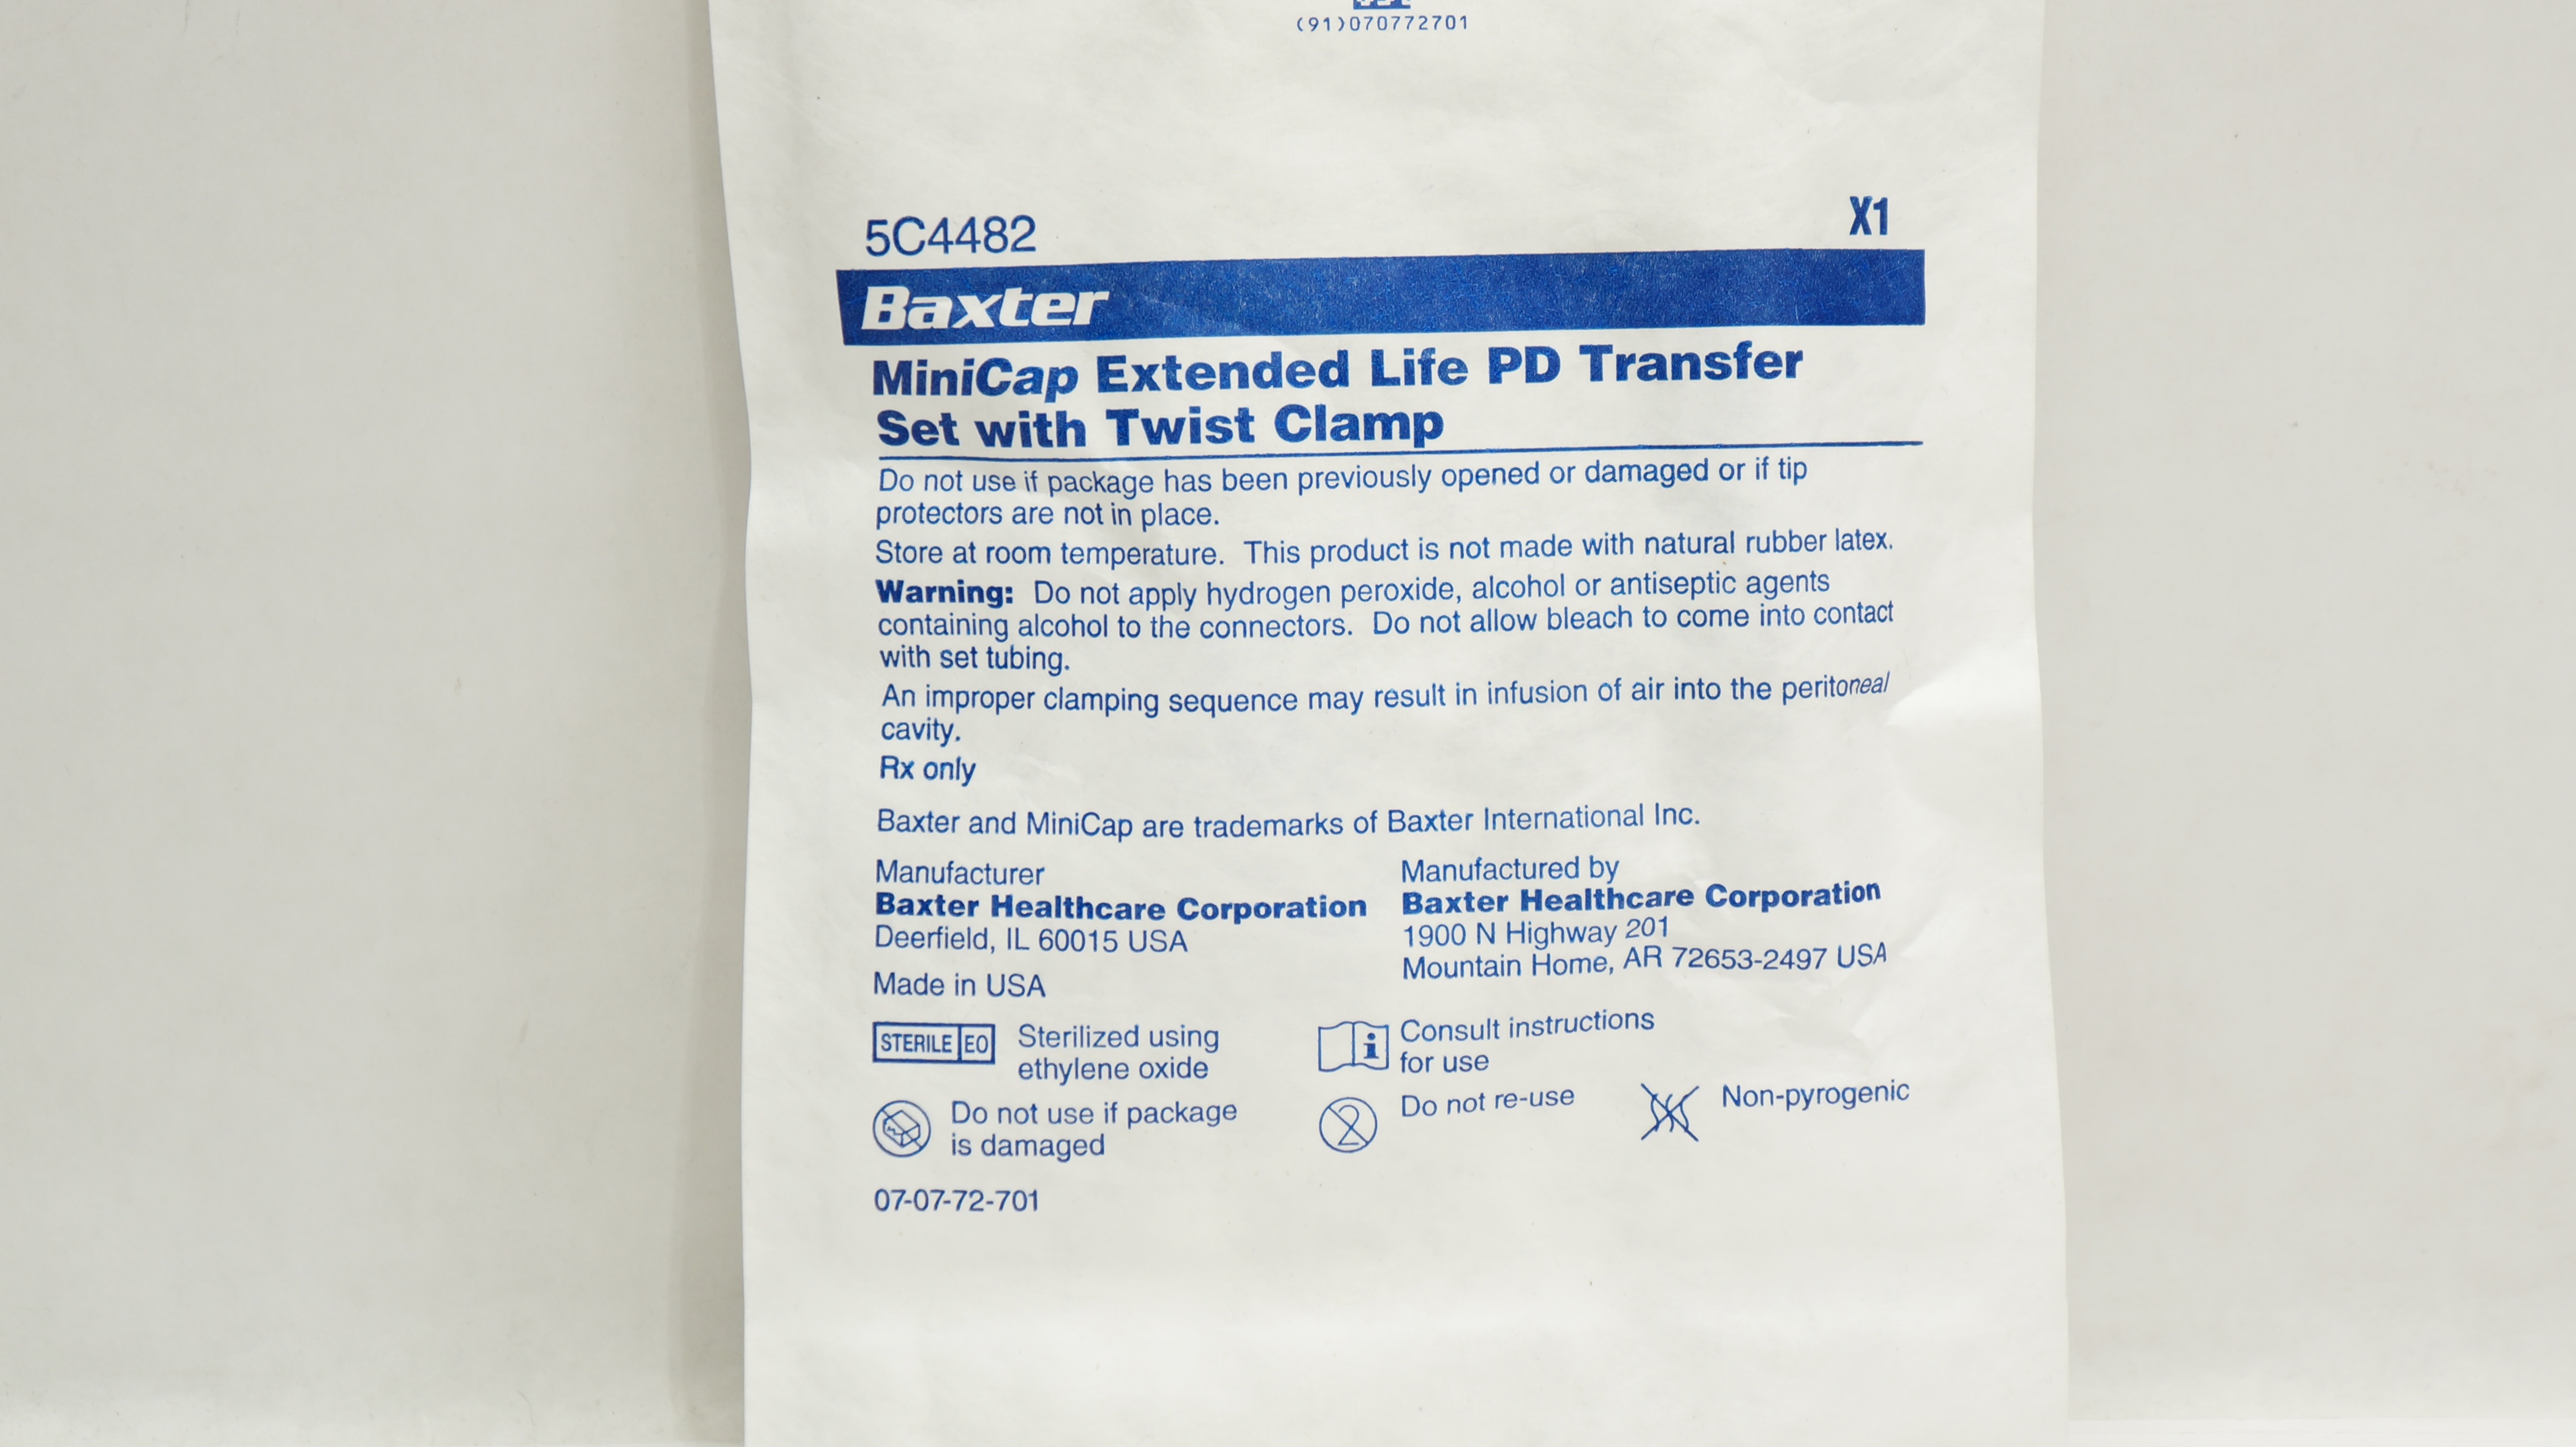 (91)070772701
5C4482
X1
Baxter
MiniCap Extended Life PD Transfer
Set with Twist Clamp
Do not use if package has been previously opened or damaged or if tip
protectors are not in place.
Store at room temperature. This product is not made with natural rubber latex.
Warning: Do not apply hydrogen peroxide, alcohol or antiseptic agents
containing alcohol to the connectors. Do not allow bleach to come into contact
with set tubing.
An improper clamping sequence may result in infusion of air into the peritoneal
cavity.
Rx only
Baxter and MiniCap are trademarks of Baxter International Inc.
Manufacturer
Baxter Healthcare Corporation
Deerfield, IL 60015 USA
Made in USA
Manufactured by
Baxter Healthcare Corporation
1900 N Highway 201
Mountain Home, AR 72653-2497 USA
STERILE EO
Sterilized using
ethylene oxide
i
Consult instructions
for use
Do not use if package
is damaged
2
Do not re-use
Non-pyrogenic
07-07-72-701